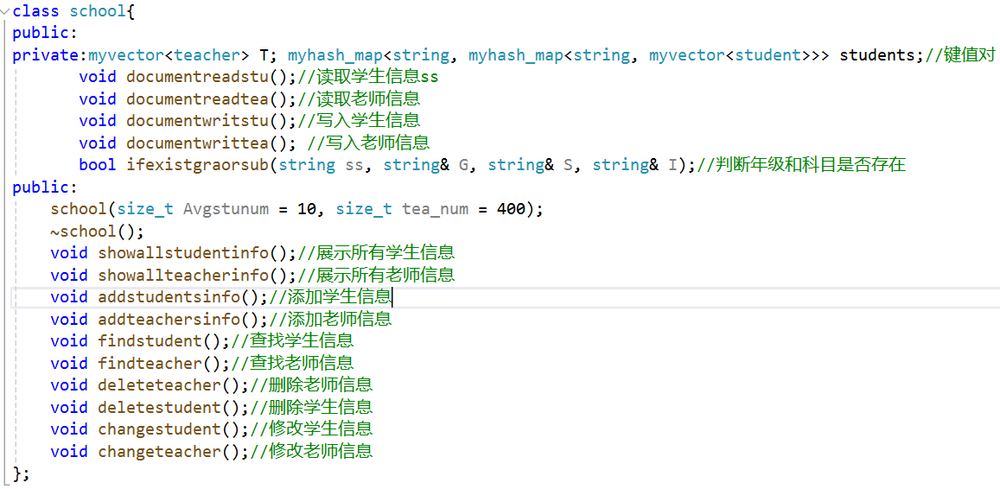 class school{
public:
private:myvector<teacher> T; myhash_map<string, myhash_map<string, myvector<student>>> students;//键值对
void documentreadstu();//读取学生信息ss
void documentreadtea();//读取老师信息
void documentwritstu();//写入学生信息
void documentwrittea(); //写入老师信息
bool ifexistgraorsub(string ss, string& G, string& S, string& I);//判断年级和科目是否存在
public:
school(size_t Avgstunum = 10, size_t tea_num = 400);
~school();
void showallstudentinfo();//展示所有学生信息
void showallteacherinfo();//展示所有老师信息
void addstudentsinfo();//添加学生信息
void addteachersinfo();//添加老师信息
void findstudent();//查找学生信息
void findteacher();//查找老师信息
void deleteteacher();//删除老师信息
void deletestudent();//删除学生信息
void changestudent();//修改学生信息
void changeteacher();//修改老师信息
};